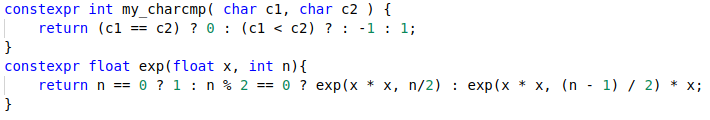 constexpr int my_charcmp( char c1, char c2 ) {
    return (c1 == c2) ? 0 : (c1 < c2) ? : -1 : 1;
}
constexpr float exp(float x, int n){
    return n == 0 ? 1 : n % 2 == 0 ? exp(x * x, n/2) : exp(x * x, (n - 1) / 2) * x;
}